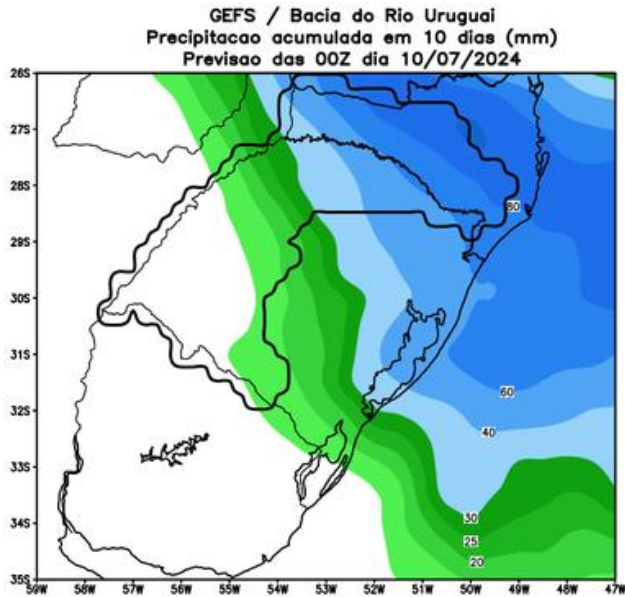 GEFS / Bacia do Rio Uruguai
Precipitacao acumulada em 10 dias (mm)
Previsao das 00Z dia 10/07/2024
26S
27S
28S
80
29S
30S
31S
60
32S
40
33S
34S
30
25
20
35S
59W 58W 57W 56W 55W 54W 53W 52W 51W 50W 49W 48W 47W